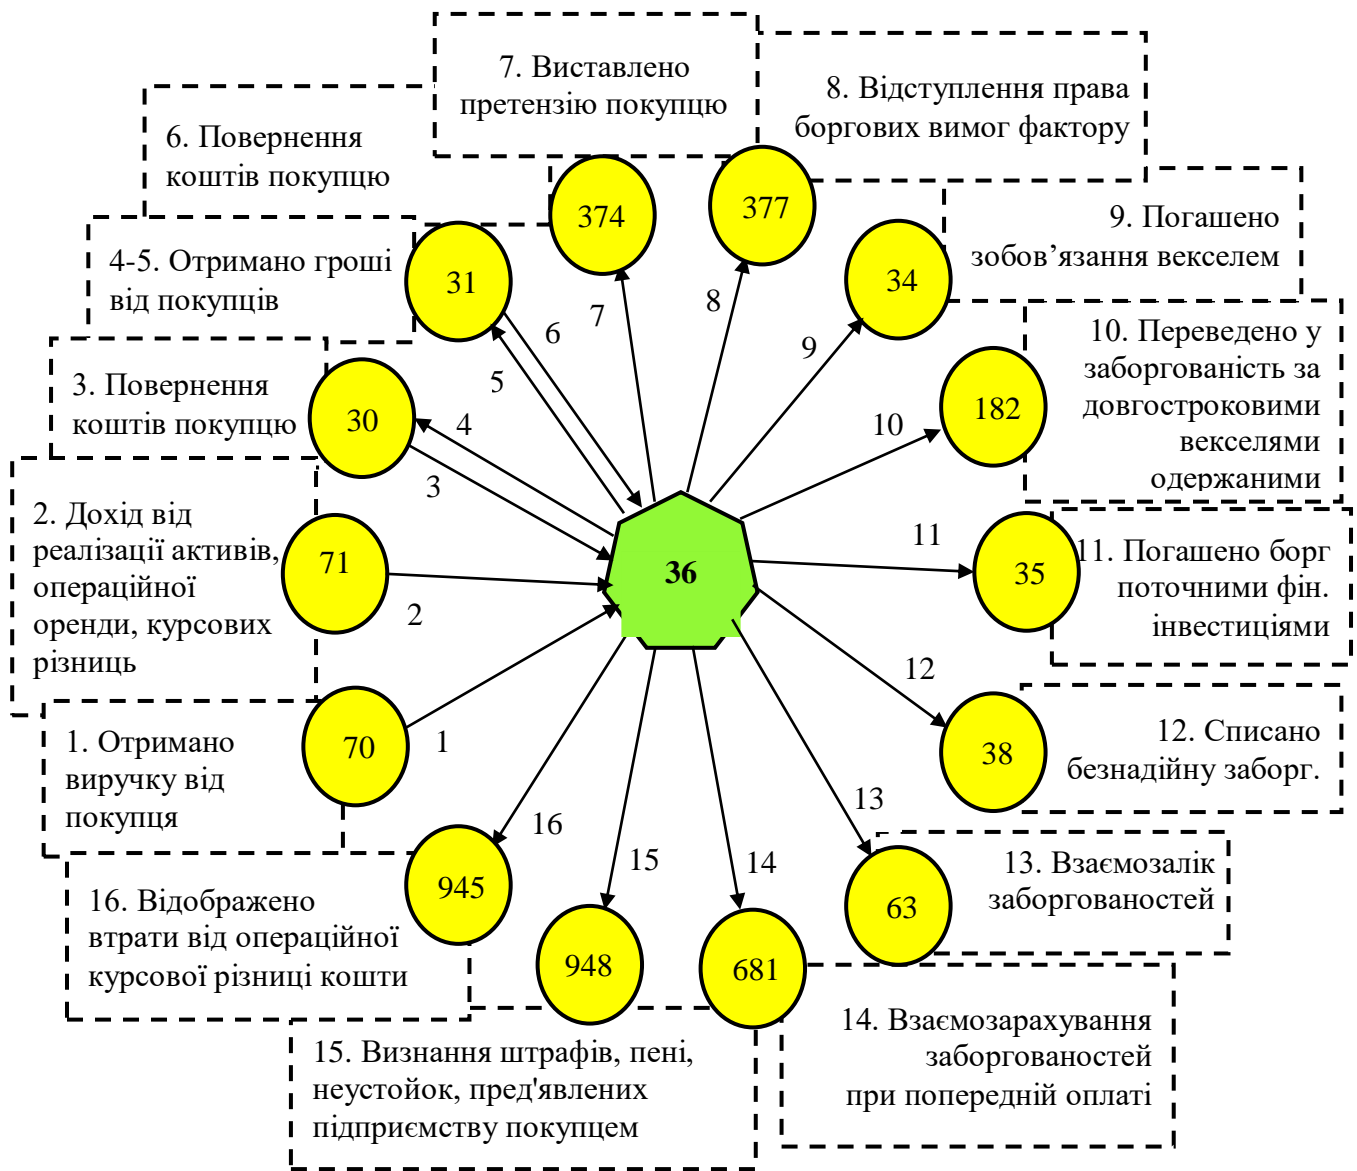 7. Виставлено
претензію покупцю
8. Відступлення права
боргових вимог фактору
6. Повернення
коштів покупцю
374
377
9. Погашено
зобов’язання векселем
4-5. Отримано гроші
від покупців
31
34
6
7
8
9
5
10. Переведено у
заборгованість за
довгостроковими
векселями
одержаними
3. Повернення
коштів покупцю
30
4
3
10
182
2. Дохід від
реалізації активів,
операційної
оренди, курсових
різниць
71
2
36
11
35
11. Погашено борг
поточними фін.
інвестиціями
1. Отримано
виручку від
покупця
70
1
12
38
12. Списано
безнадійну заборг.
16
15
14
13
63
13. Взаємозалік
заборгованостей
16. Відображено
втрати від операційної
курсової різниці кошти
945
948
681
15. Визнання штрафів, пені,
неустойок, пред'явлених
підприємству покупцем
14. Взаємозарахування
заборгованостей
при попередній оплаті